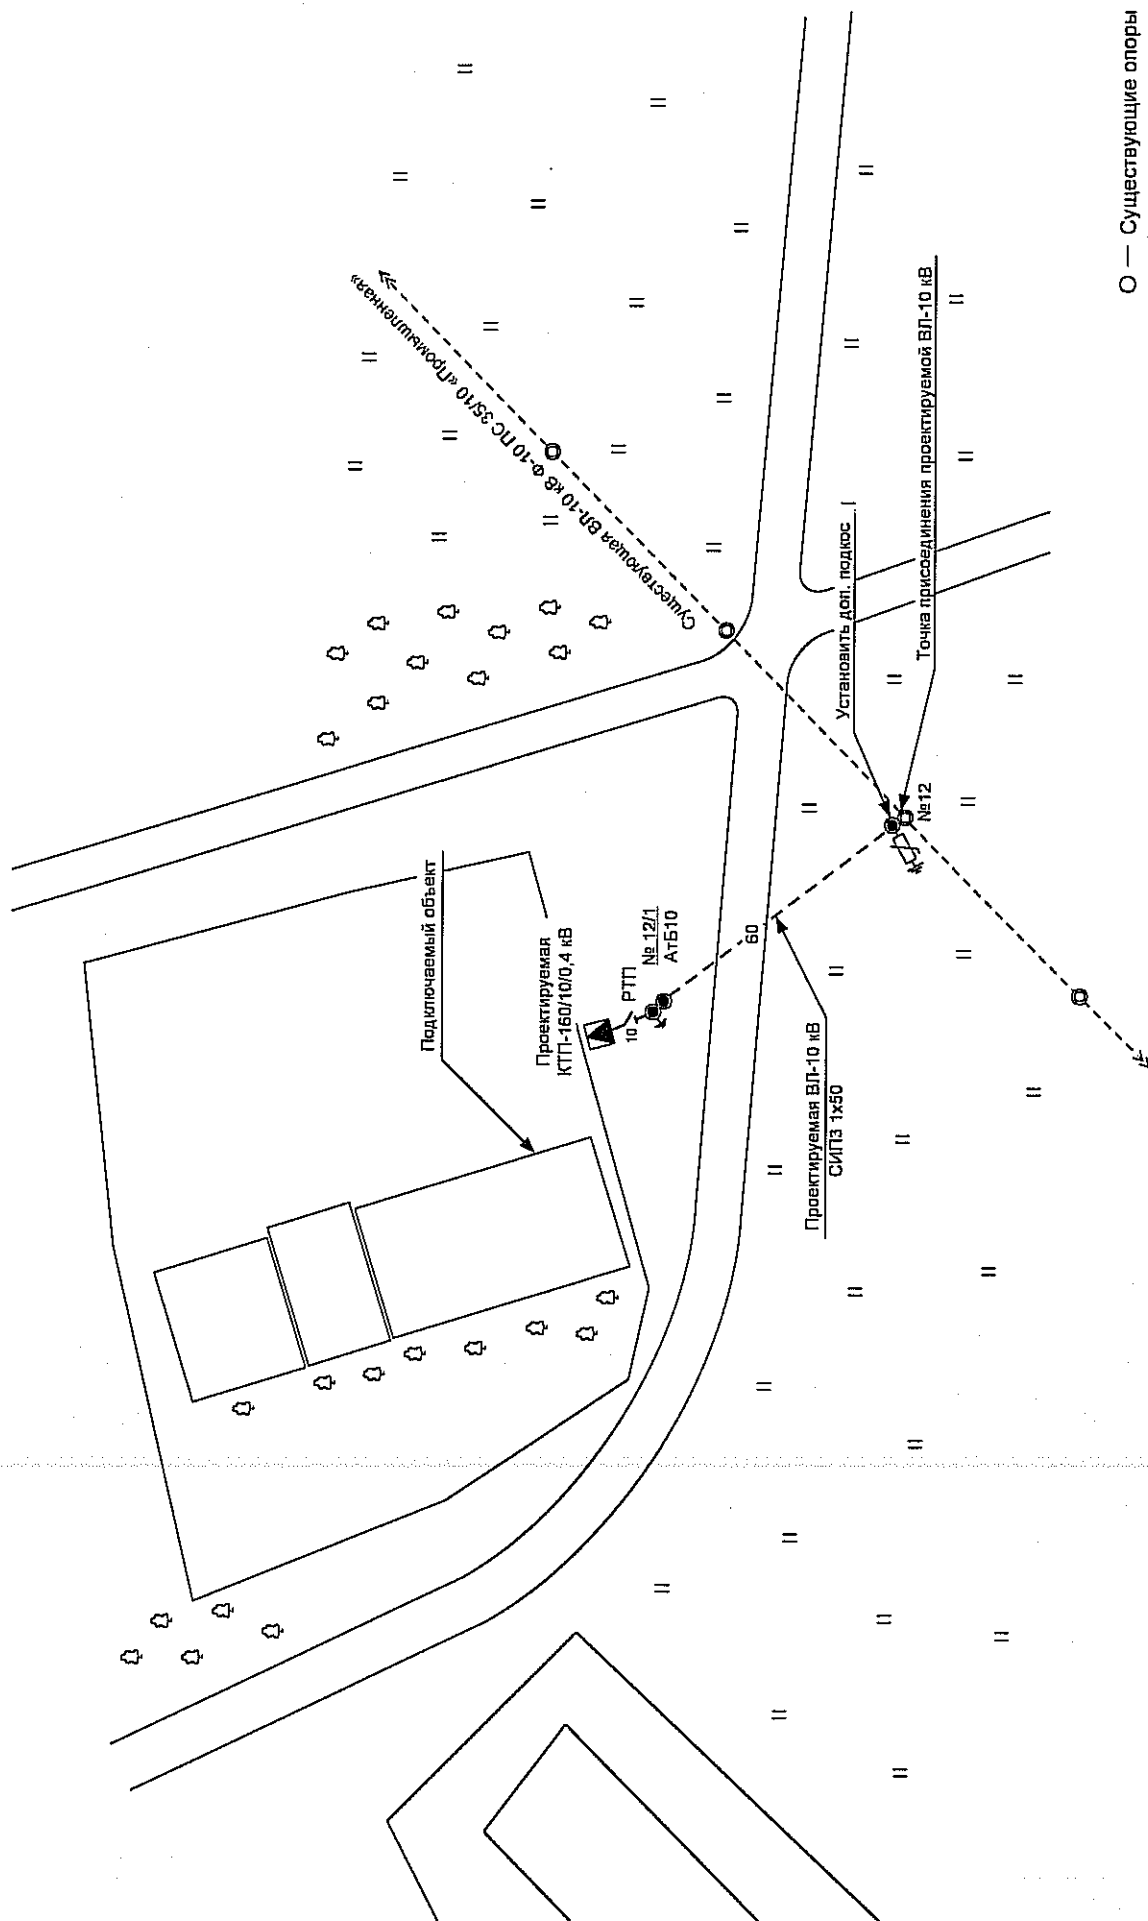 Существующая ВЛ-10 кВ Ф-10 ПС 35/10 «Промышленная»
Подключаемый объект
Проектируемая
КТП-160/10/0,4 кВ
10
РТП
№ 12/1
АтБ10
60
Проектируемая ВЛ-10 кВ
СИП3 1х50
Установить доп. подкос
Точка присоединения проектируемой ВЛ-10 кВ
№12
О — Существующие опоры